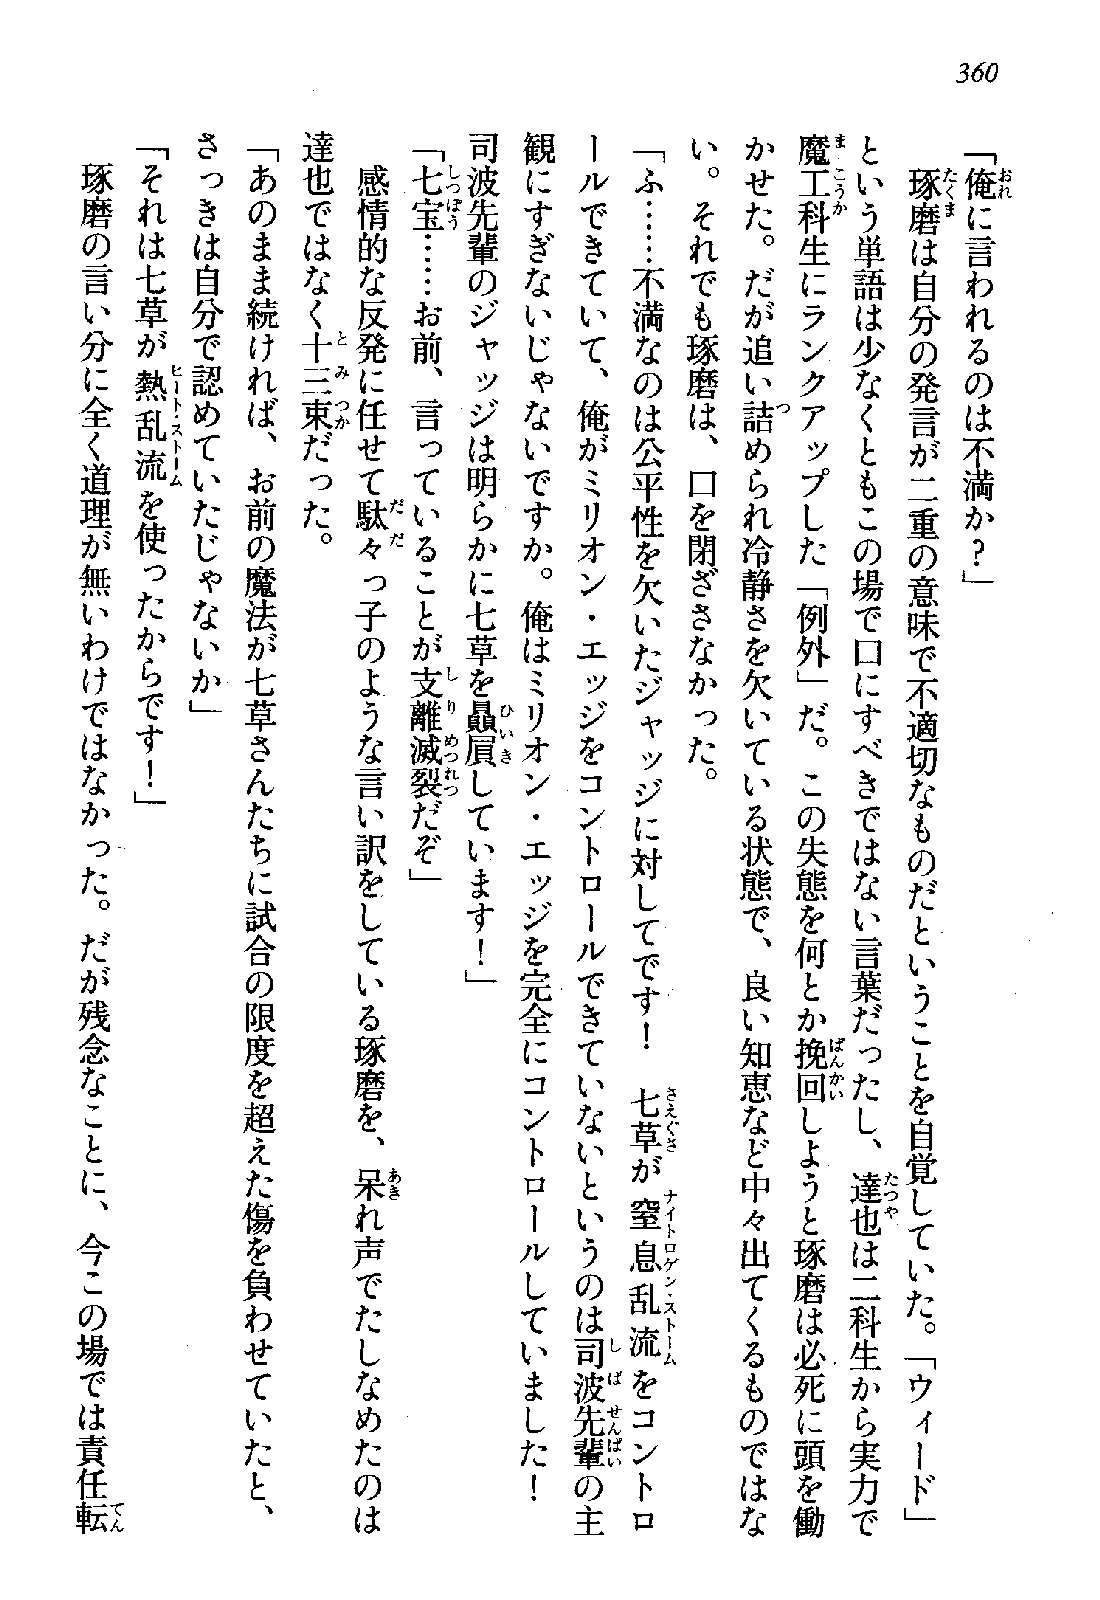 360
「俺に言われるのは不満か？」
　琢磨は自分の発言が二重の意味で不適切なものだということを自覚していた。「ウィード」
という単語は少なくともこの場で口にすべきではない言葉だったし、達也は二科生から実力で
魔工科生にランクアップした「例外」だ。この失態を何とか挽回しようと琢磨は必死に頭を働
かせた。だが追い詰められ冷静さを欠いている状態で、良い知恵など中々出てくるものではな
い。それでも琢磨は、口を閉ざさなかった。
「ふ……不満なのは公平性を欠いたジャッジに対してです！　七草が窒息乱流をコントロ
ールできていて、俺がミリオン・エッジをコントロールできていないというのは司波先輩の主
観にすぎないじゃないですか。俺はミリオン・エッジを完全にコントロールしていました！
司波先輩のジャッジは明らかに七草を贔屓しています！」
「七宝……お前、言っていることが支離滅裂だぞ」
　感情的な反発に任せて駄々っ子のような言い訳をしている琢磨を、呆れ声でたしなめたのは
達也ではなく十三束だった。
「あのまま続ければ、お前の魔法が七草さんたちに試合の限度を超えた傷を負わせていたと、
さっきは自分で認めていたじゃないか」
「それは七草が熱乱流を使ったからです！」
　琢磨の言い分に全く道理が無いわけではなかった。だが残念なことに、今この場では責任転